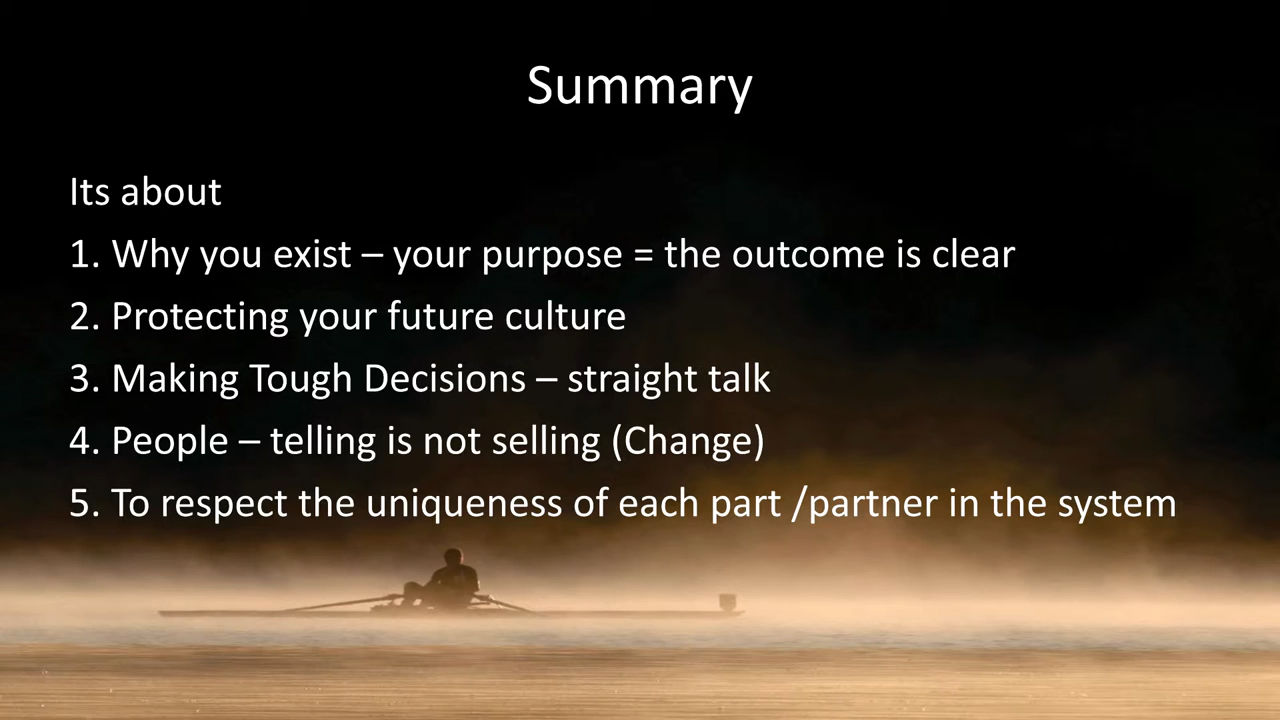 Summary
Its about
1. Why you exist – your purpose = the outcome is clear
2. Protecting your future culture
3. Making Tough Decisions – straight talk
4. People – telling is not selling (Change)
5. To respect the uniqueness of each part /partner in the system